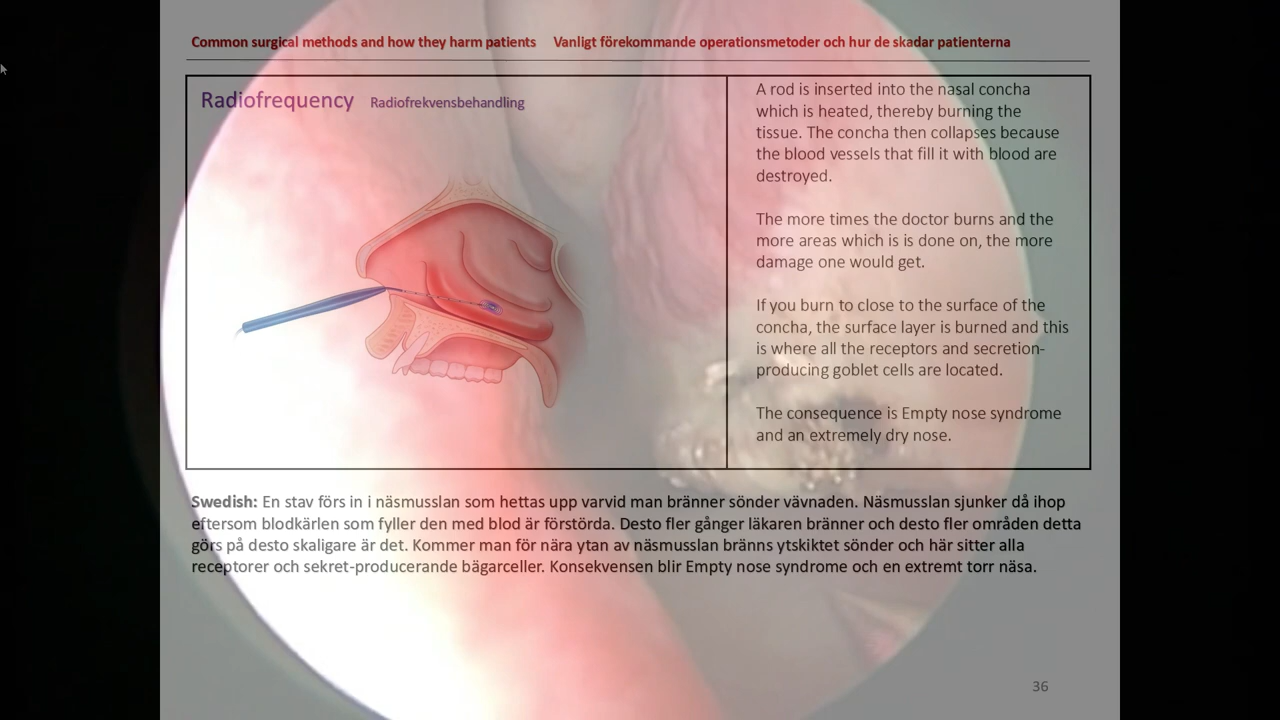 Common surgical methods and how they harm patients Vanligt förekommande operationsmetoder och hur de skadar patienterna
Radiofrequency Radiofrekvensbehandling
A rod is inserted into the nasal concha
which is heated, thereby burning the
tissue. The concha then collapses because
the blood vessels that fill it with blood are
destroyed.
The more times the doctor burns and the
more areas which is is done on, the more
damage one would get.
If you burn to close to the surface of the
concha, the surface layer is burned and this
is where all the receptors and secretion-
producing goblet cells are located.
The consequence is Empty nose syndrome
and an extremely dry nose.
Swedish: En stav förs in i näsmusslan som hettas upp varvid man bränner sönder vävnaden. Näsmusslan sjunker då ihop
eftersom blodkärlen som fyller den med blod är förstörda. Desto fler gånger läkaren bränner och desto fler områden detta
görs på desto skaligare är det. Kommer man för nära ytan av näsmusslan bränns ytskiktet sönder och här sitter alla
receptorer och sekret-producerande bägarceller. Konsekvensen blir Empty nose syndrome och en extremt torr näsa.
36